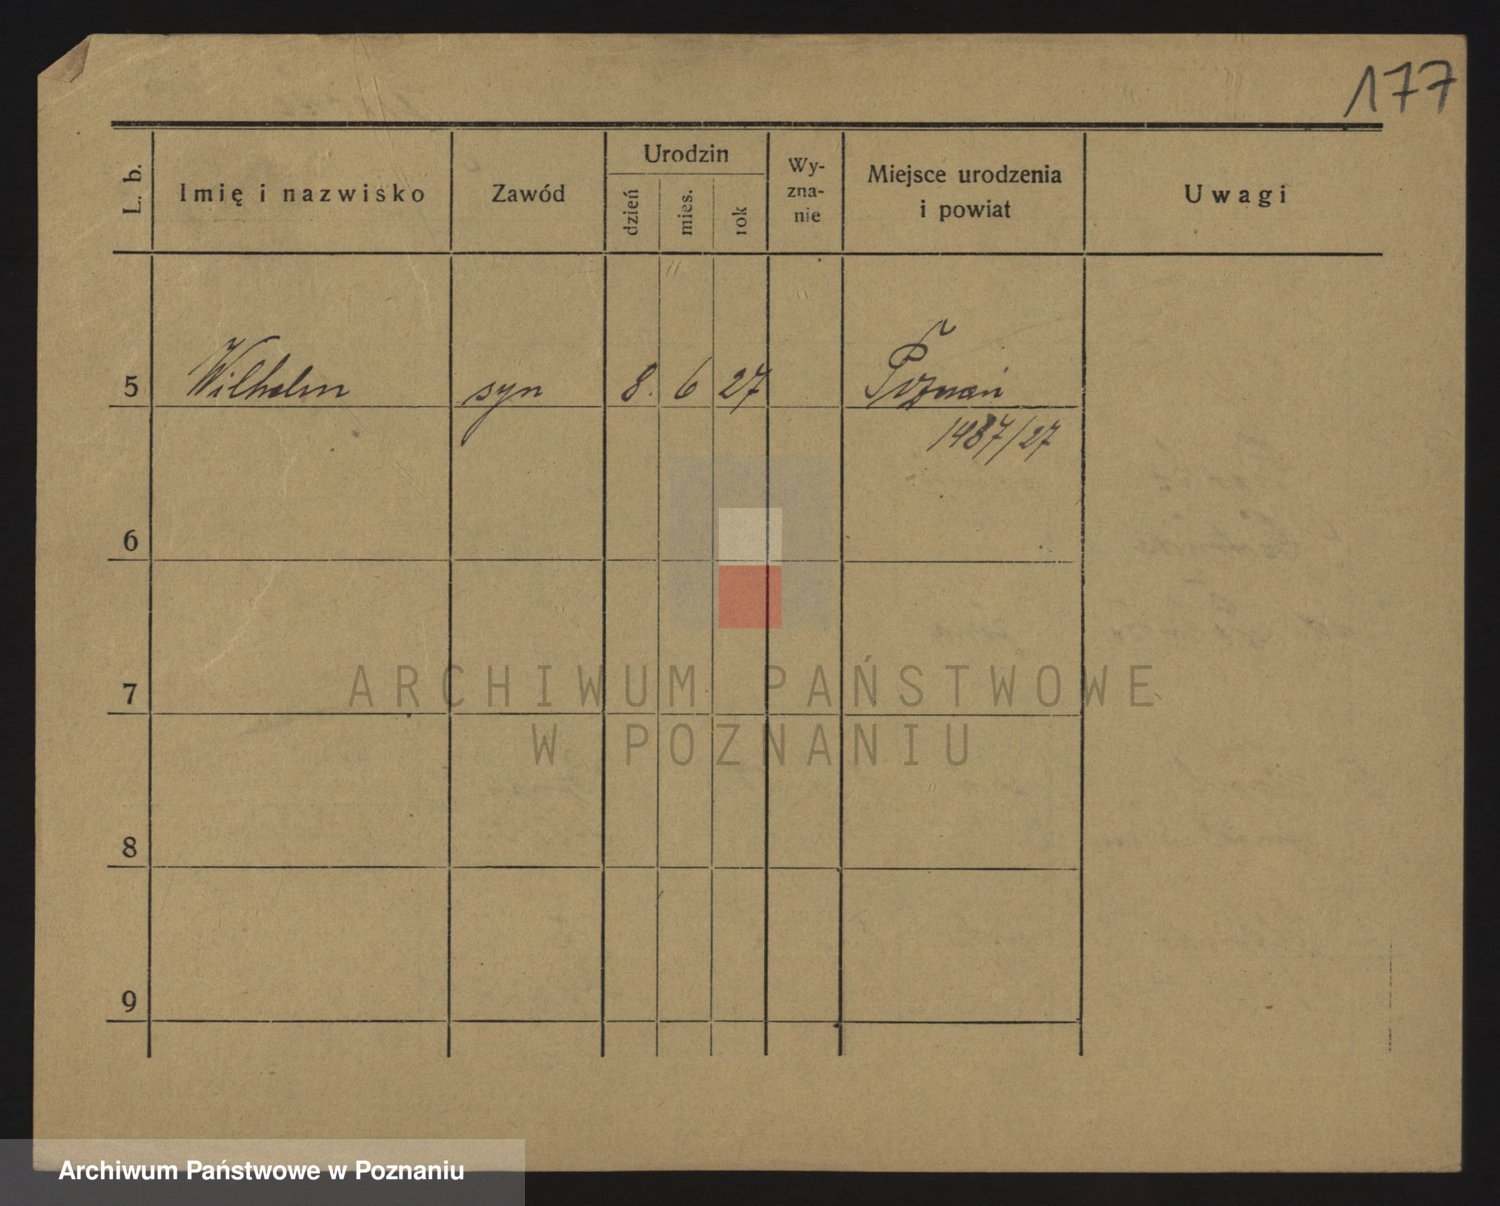 177
L. b.
Imię i nazwisko
Zawód
Urodzin
dzień
mies.
rok
Wy-
zna-
nie
Miejsce urodzenia
i powiat
Uwagi
5 Wilhelm syn 8. 6 27 Poznań
1437/27
6
7
8
9
ARCHIWUM PAŃSTWOWE
W POZNANIU
Archiwum Państwowe w Poznaniu